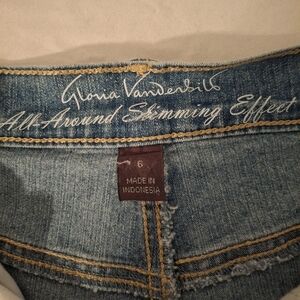 Gloria Vanderbilt
All-Around Slimming Effect
6
MADE IN
INDONESIA